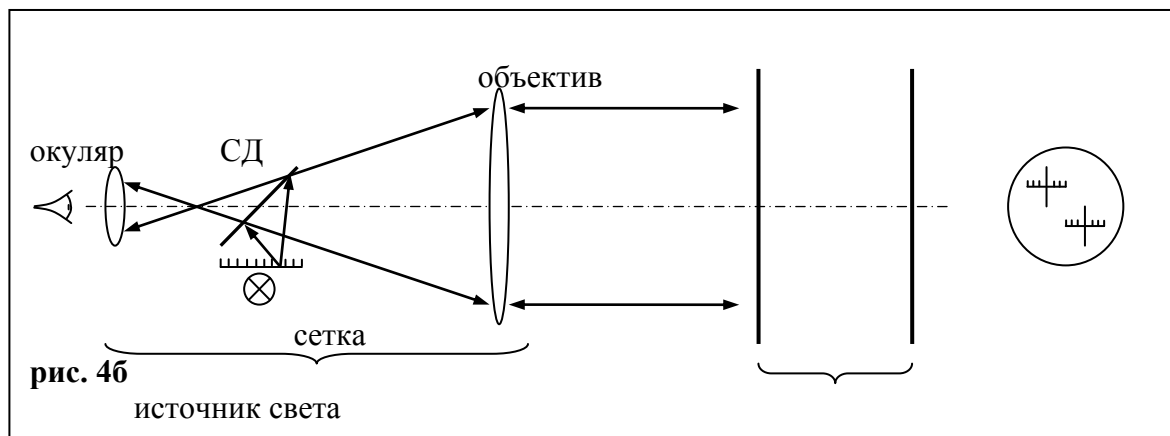 объектив
окуляр СД
сетка
рис. 4б
источник света